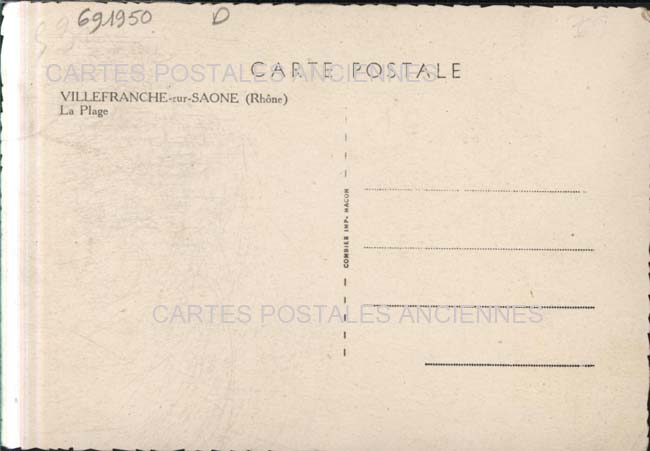 691950 D
CARTE POSTALE
CARTES POSTALES ANCIENNES
VILLEFRANCHE-sur-SAONE (Rhône)
La Plage
COMBIER IMP. MACON
CARTES POSTALES ANCIENNES